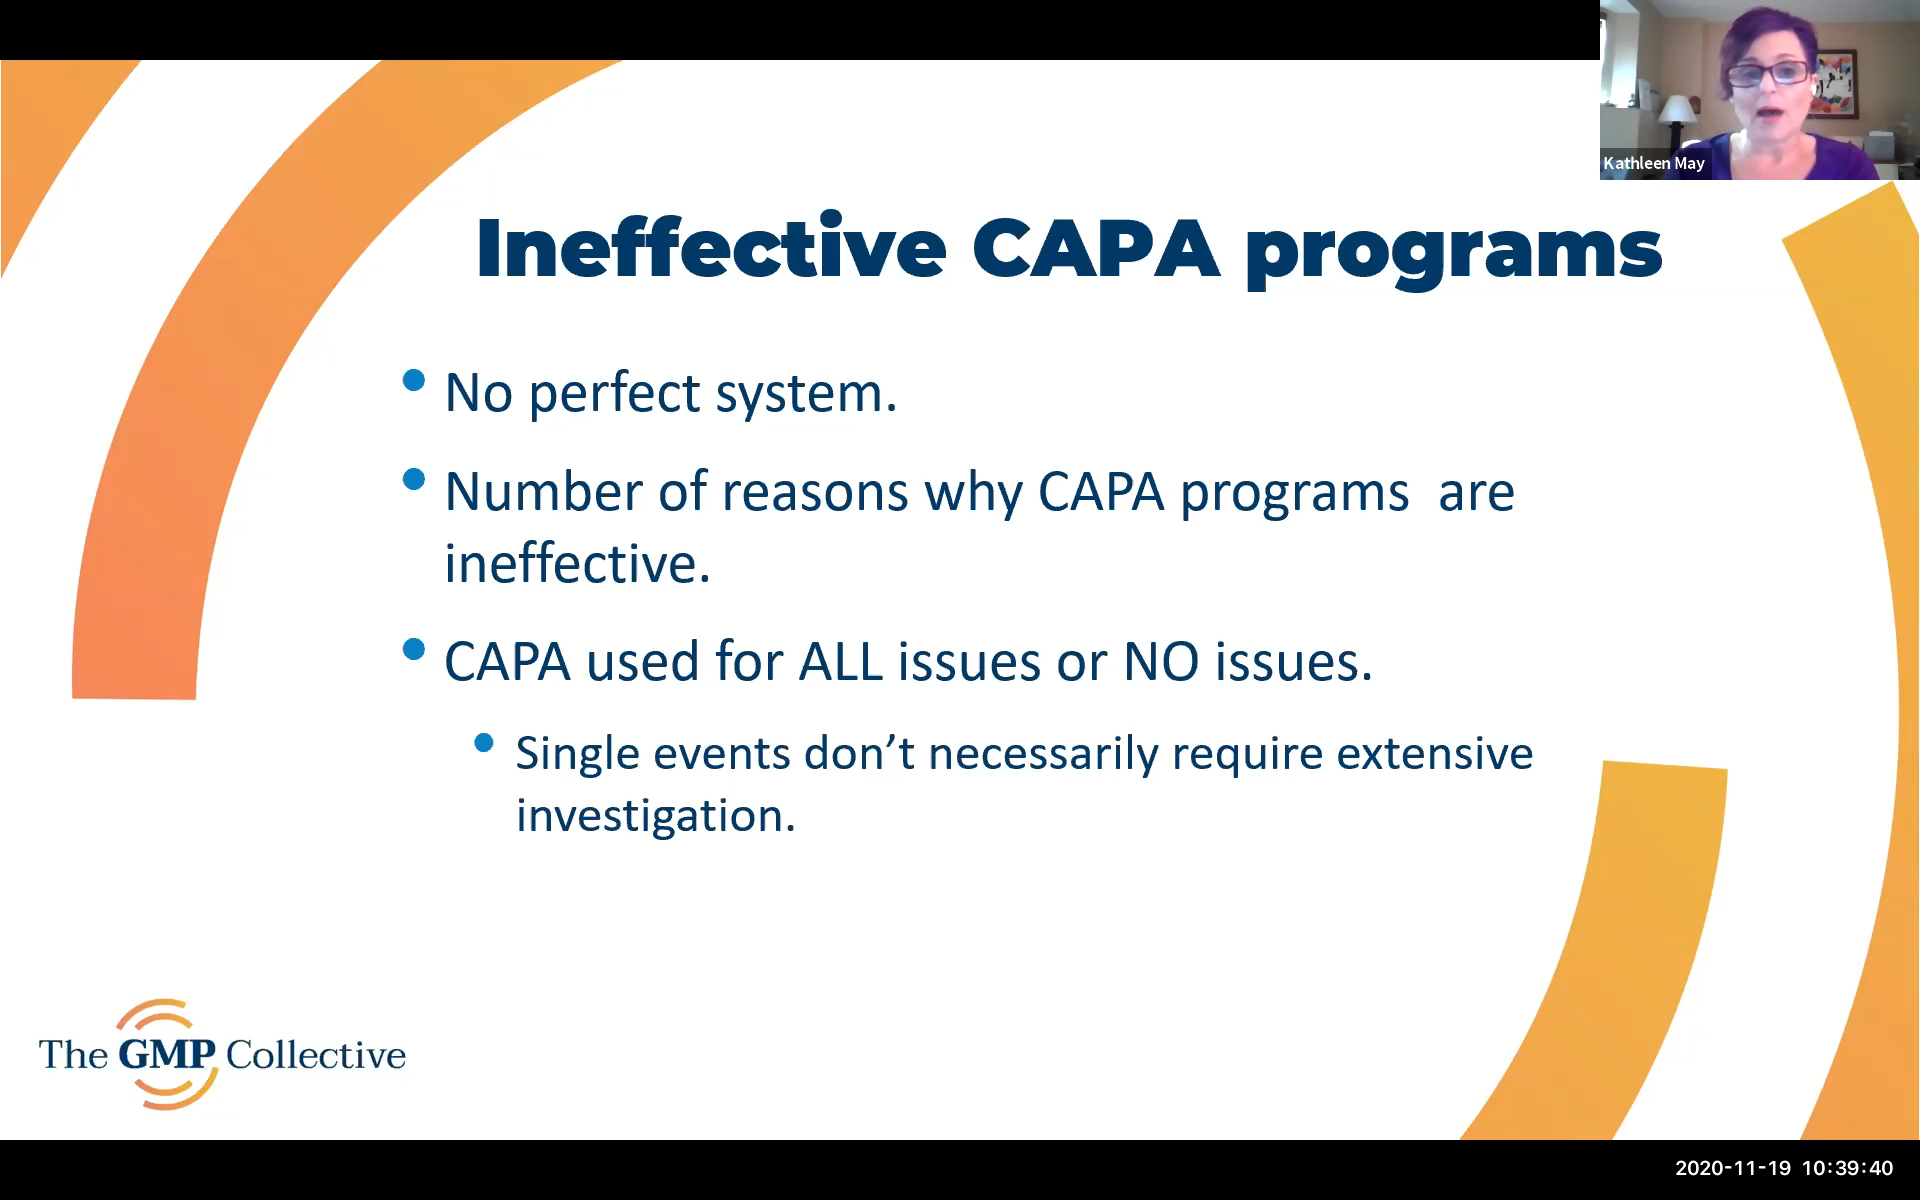 Kathleen May
Ineffective CAPA programs
No perfect system.
Number of reasons why CAPA programs  are
ineffective.
CAPA used for ALL issues or NO issues.
Single events don’t necessarily require extensive
investigation.
The GMP Collective
2020-11-19 10:39:40